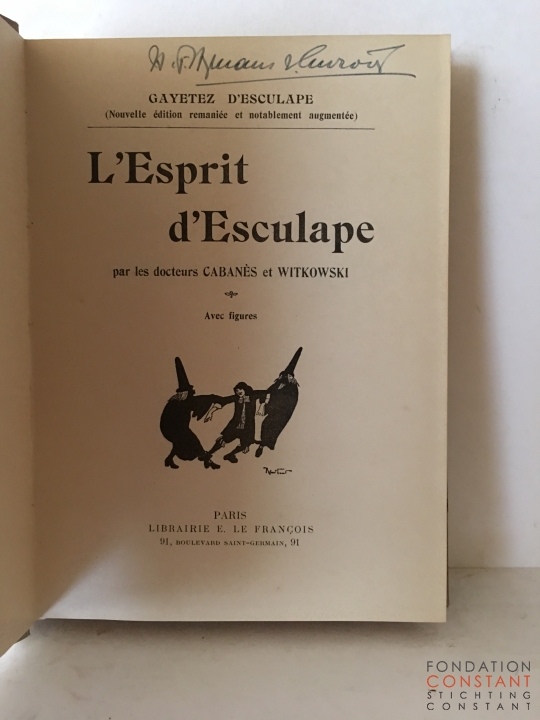 GAYETEZ D'ESCULAPE
(Nouvelle édition remaniée et notablement augmentée)
L'Esprit
d'Esculape
par les docteurs CABANÈS et WITKOWSKI
Avec figures
PARIS
LIBRAIRIE E. LE FRANÇOIS
91, BOULEVARD SAINT-GERMAIN, 91
FONDATION
CONSTANT
STICHTING
CONSTANT